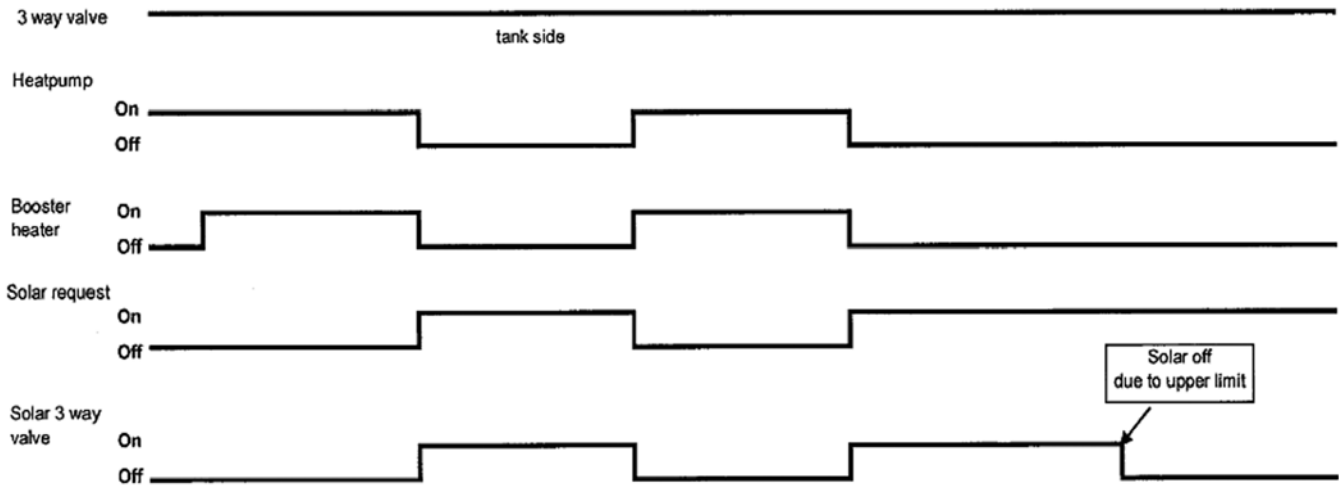 3 way valve
tank side
Heatpump
On
Off
Booster
heater
On
Off
Solar request
On
Off
Solar off
due to upper limit
Solar 3 way
valve
On
Off